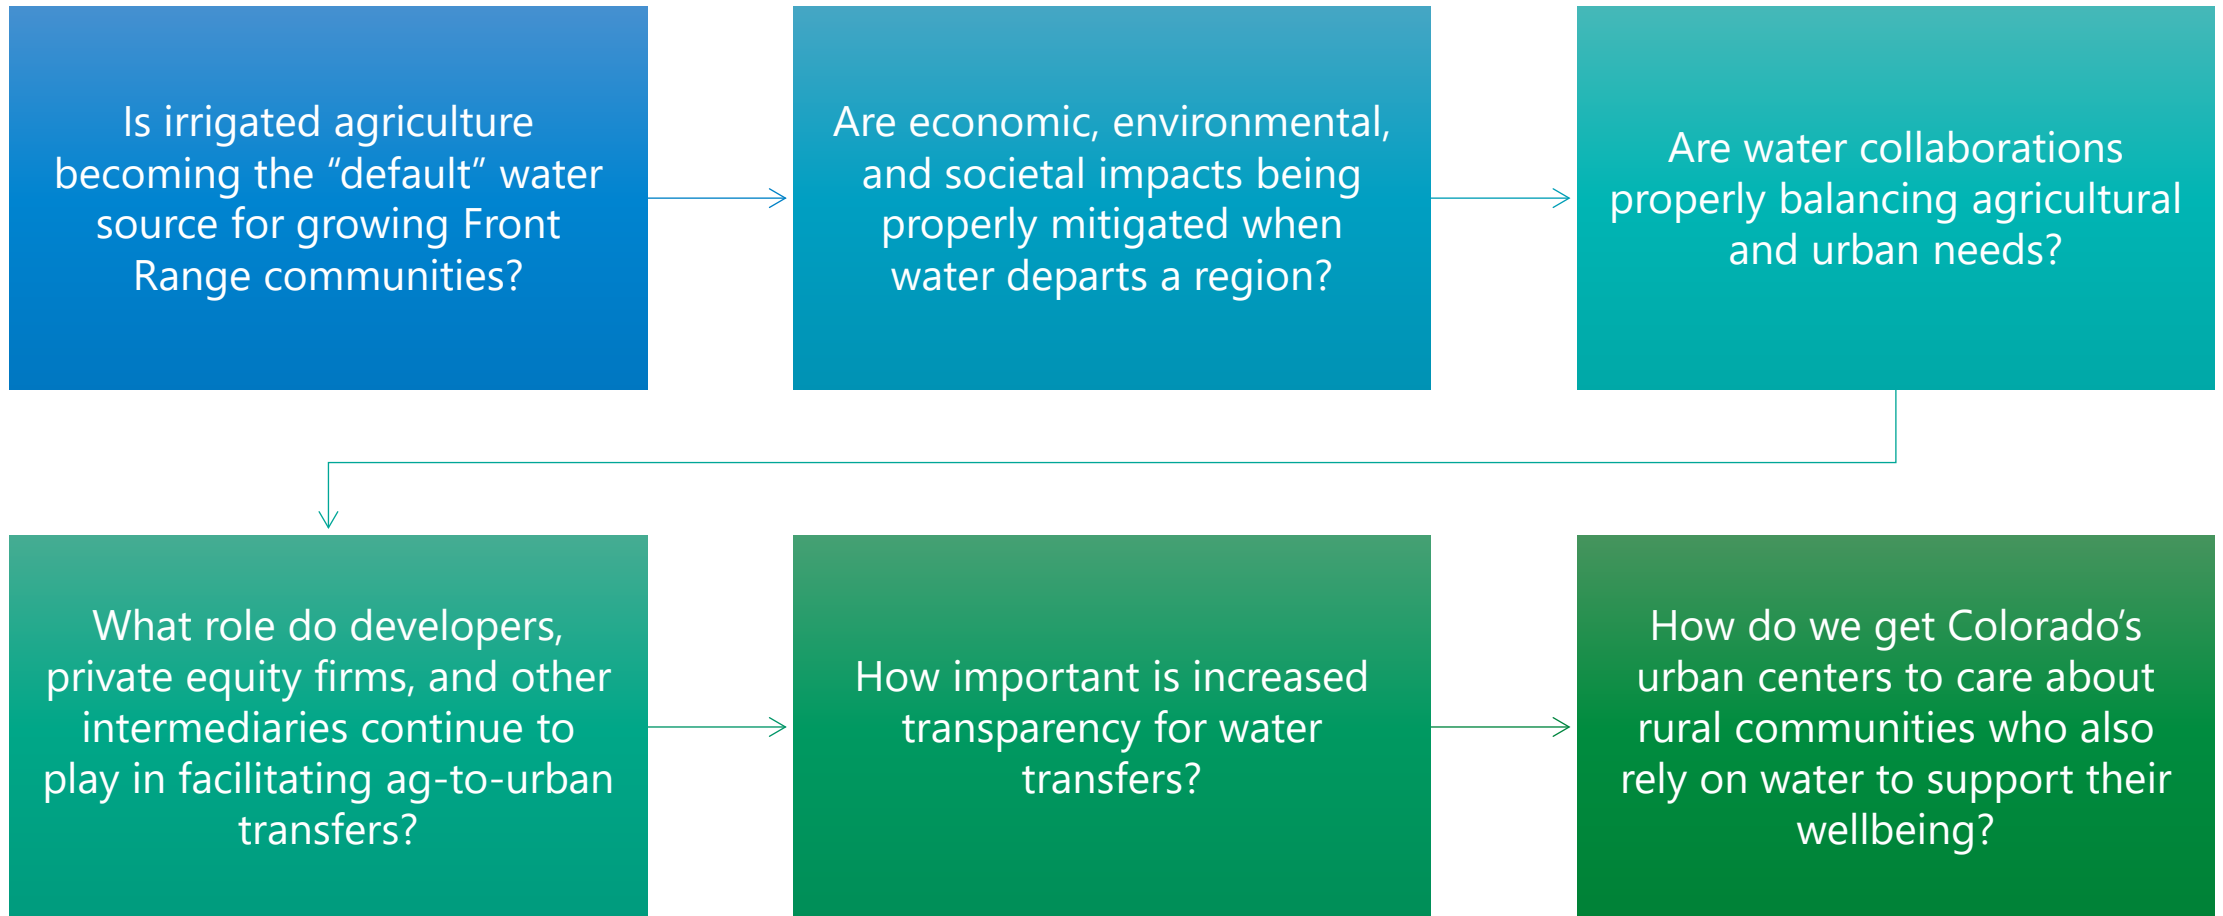 Is irrigated agriculture
becoming the “default” water
source for growing Front
Range communities?
Are economic, environmental,
and societal impacts being
properly mitigated when
water departs a region?
Are water collaborations
properly balancing agricultural
and urban needs?
What role do developers,
private equity firms, and other
intermediaries continue to
play in facilitating ag-to-urban
transfers?
How important is increased
transparency for water
transfers?
How do we get Colorado’s
urban centers to care about
rural communities who also
rely on water to support their
wellbeing?